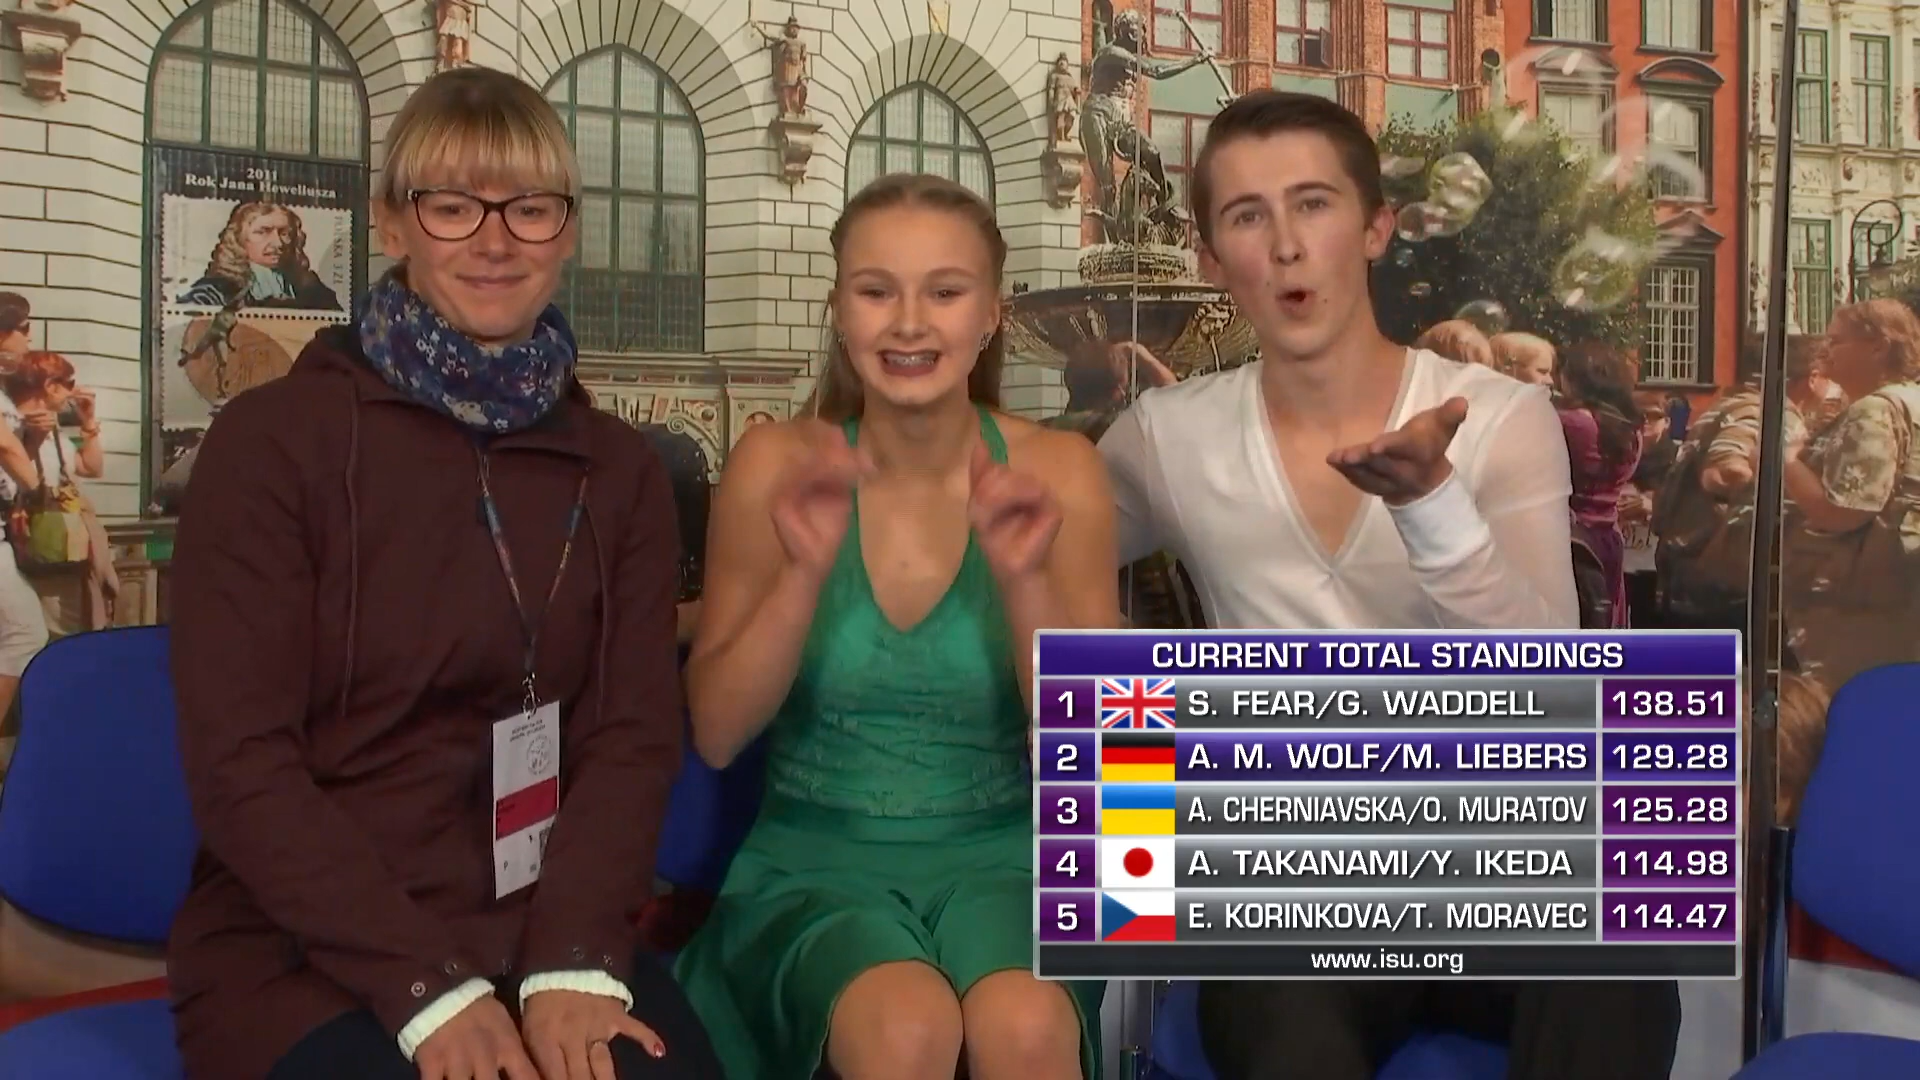 2011
Rok Jana Heweliusza
CURRENT TOTAL STANDINGS
1 S. FEAR/G. WADDELL 138.51
2 A. M. WOLF/M. LIEBERS 129.28
3 A. CHERNIAVSKA/O. MURATOV 125.28
4 A. TAKANAMI/Y. IKEDA 114.98
5 E. KORINKOVA/T. MORAVEC 114.47
www.isu.org